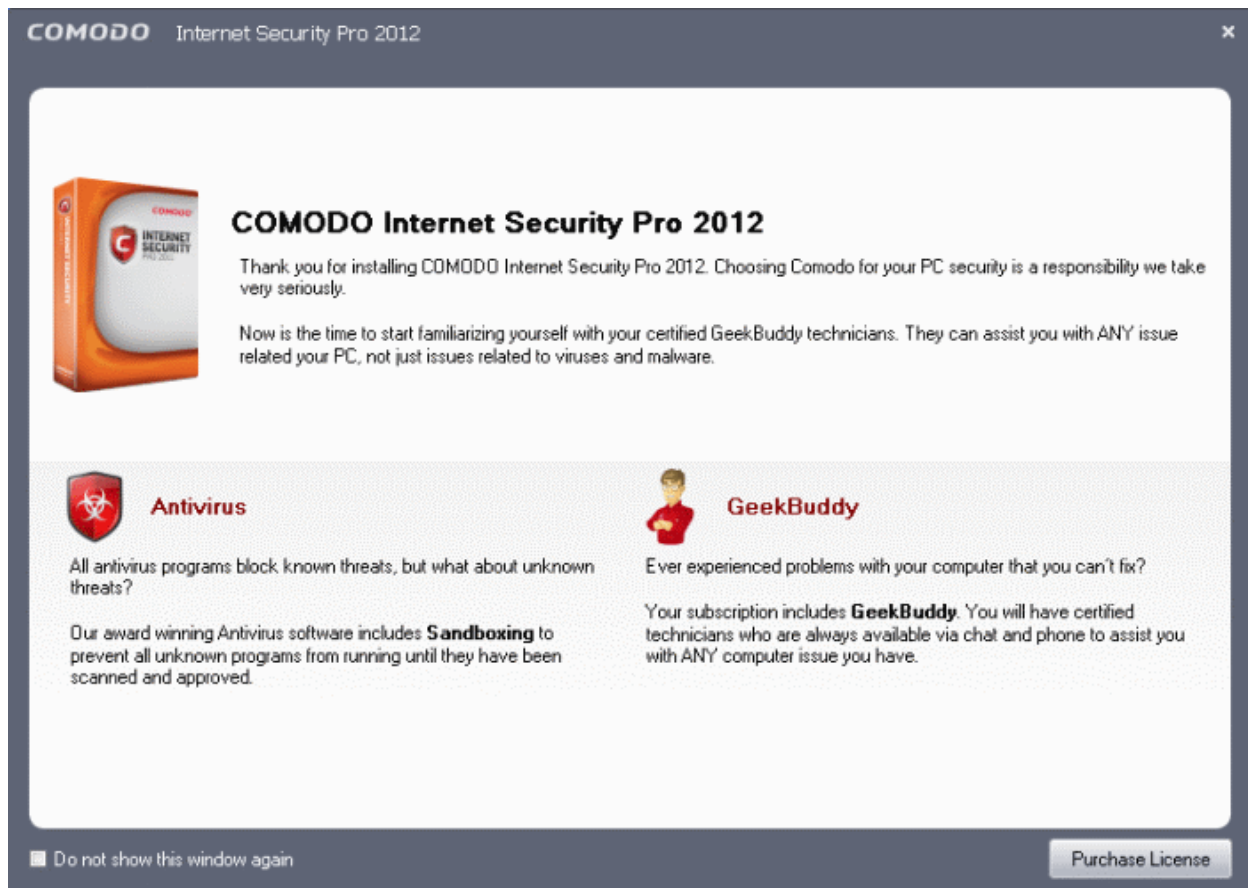 COMODO Internet Security Pro 2012
COMODO
INTERNET
SECURITY
PRO 2011
COMODO Internet Security Pro 2012
Thank you for installing COMODO Internet Security Pro 2012. Choosing Comodo for your PC security is a responsibility we take
very seriously.
Now is the time to start familiarizing yourself with your certified GeekBuddy technicians. They can assist you with ANY issue
related your PC, not just issues related to viruses and malware.
Antivirus
All antivirus programs block known threats, but what about unknown
threats?
Our award winning Antivirus software includes Sandboxing to
prevent all unknown programs from running until they have been
scanned and approved.
GeekBuddy
Ever experienced problems with your computer that you can't fix?
Your subscription includes GeekBuddy. You will have certified
technicians who are always available via chat and phone to assist you
with ANY computer issue you have.
Do not show this window again
Purchase License